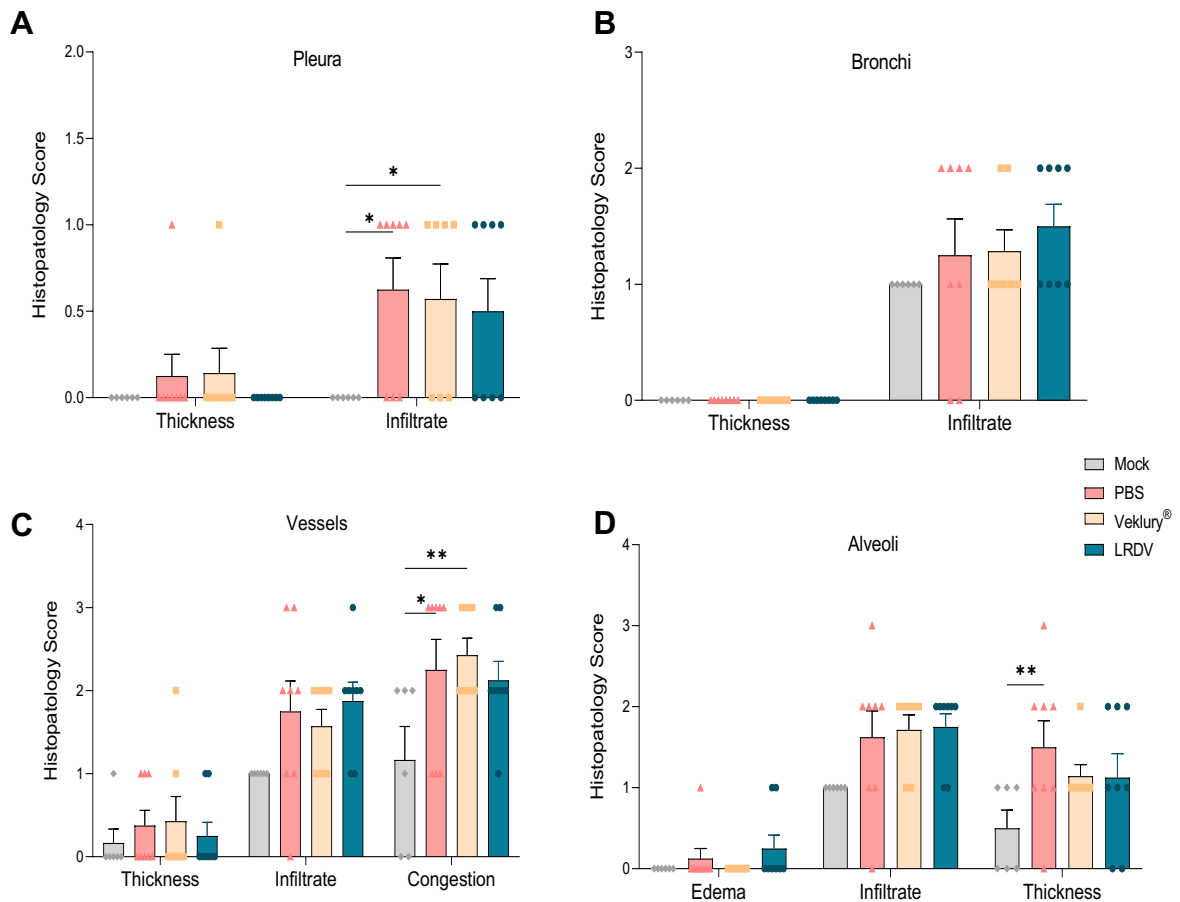 A
Pleura
Histopatology Score
2.0
1.5
1.0
0.5
0.0
*
*
Thickness
Infiltrate
B
Bronchi
Histopatology Score
3
2
1
0
Thickness
Infiltrate
Mock
PBS
Veklury®
LRDV
C
Vessels
Histopatology Score
4
3
2
1
0
**
*
Thickness
Infiltrate
Congestion
D
Alveoli
Histopatology Score
4
3
2
1
0
**
Edema
Infiltrate
Thickness